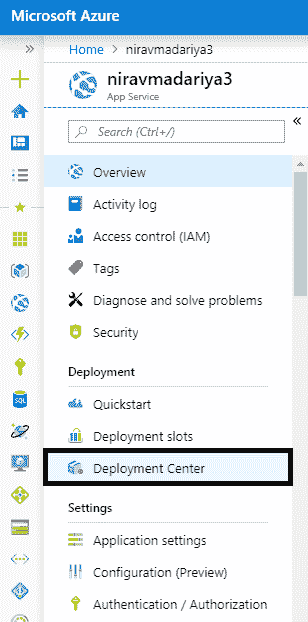 Microsoft Azure
Home > niravmadariya3
niravmadariya3
App Service
Search (Ctrl+/)
Overview
Activity log
Access control (IAM)
Tags
Diagnose and solve problems
Security
Deployment
Quickstart
Deployment slots
Deployment Center
Settings
Application settings
Configuration (Preview)
Authentication / Authorization